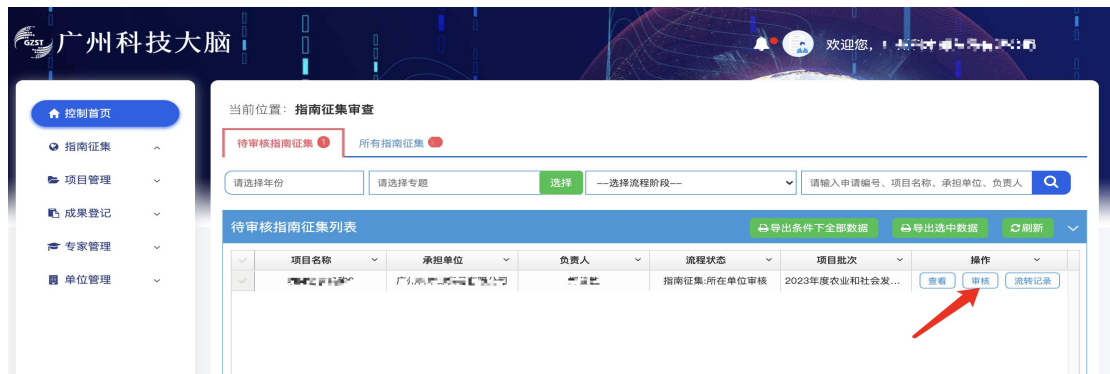 GZST
广州科技大脑
欢迎您，
控制首页
指南征集
项目管理
成果登记
专家管理
单位管理
当前位置：指南征集审查
待审核指南征集 1
所有指南征集
请选择年份
请选择专题
选择
---选择流程阶段---
请输入申请编号、项目名称、承担单位、负责人
待审核指南征集列表
导出条件下全部数据
导出选中数据
刷新
项目名称 承担单位 负责人 流程状态 项目批次 操作
指南征集:所在单位审核 2023年度农业和社会发... 查看 审核 流转记录